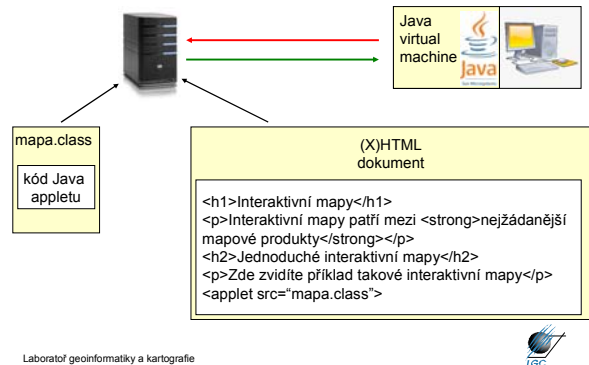 Java
virtual
machine
Java
mapa.class
kód Java
appletu
(X)HTML
dokument
<h1>Interaktivní mapy</h1>
<p>Interaktivní mapy patří mezi <strong>nejžádanější
mapové produkty</strong></p>
<h2>Jednoduché interaktivní mapy</h2>
<p>Zde zvidíte příklad takové interaktivní mapy</p>
<applet src=“mapa.class”>
Laboratoř geoinformatiky a kartografie
LGC